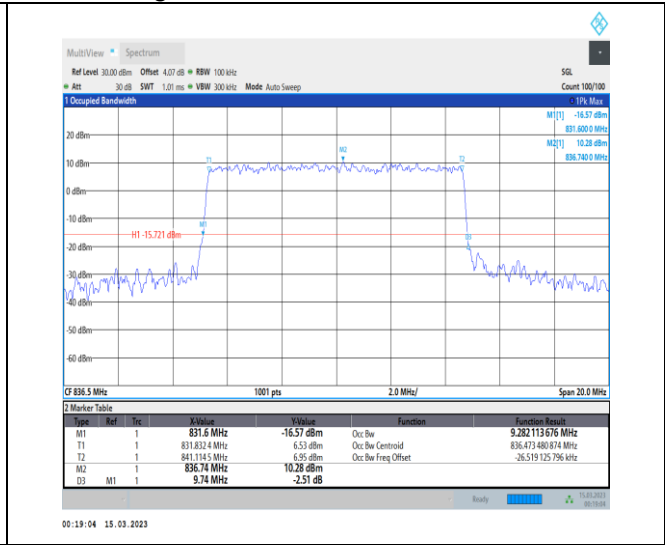 MultiView Spectrum
Ref Level 30.00 dBm Offset 4.07 dB RBW 100 kHz SGL
Att 30 dB SWT 1.01 ms VBW 300 kHz Mode Auto Sweep Count 100/100
1 Occupied Bandwidth 1Pk Max
M1[1] -16.57 dBm
831.600 0 MHz
M2[1] 10.28 dBm
836.740 0 MHz
20 dBm
M2
T1 T2
10 dBm
0 dBm
-10 dBm
M1
H1 -15.721 dBm
D3
-20 dBm
-30 dBm
-40 dBm
-50 dBm
-60 dBm
CF 836.5 MHz 1001 pts 2.0 MHz/ Span 20.0 MHz
2 Marker Table
Type Ref Trc X-Value Y-Value Function Function Result
M1 1 831.6 MHz -16.57 dBm Occ Bw 9.282 113 676 MHz
T1 1 831.832 4 MHz 6.53 dBm Occ Bw Centroid 836.473 480 874 MHz
T2 1 841.114 5 MHz 6.95 dBm Occ Bw Freq Offset -26.519 125 796 kHz
M2 1 836.74 MHz 10.28 dBm
D3 M1 1 9.74 MHz -2.51 dB
Ready 15.03.2023
00:19:04
00:19:04 15.03.2023